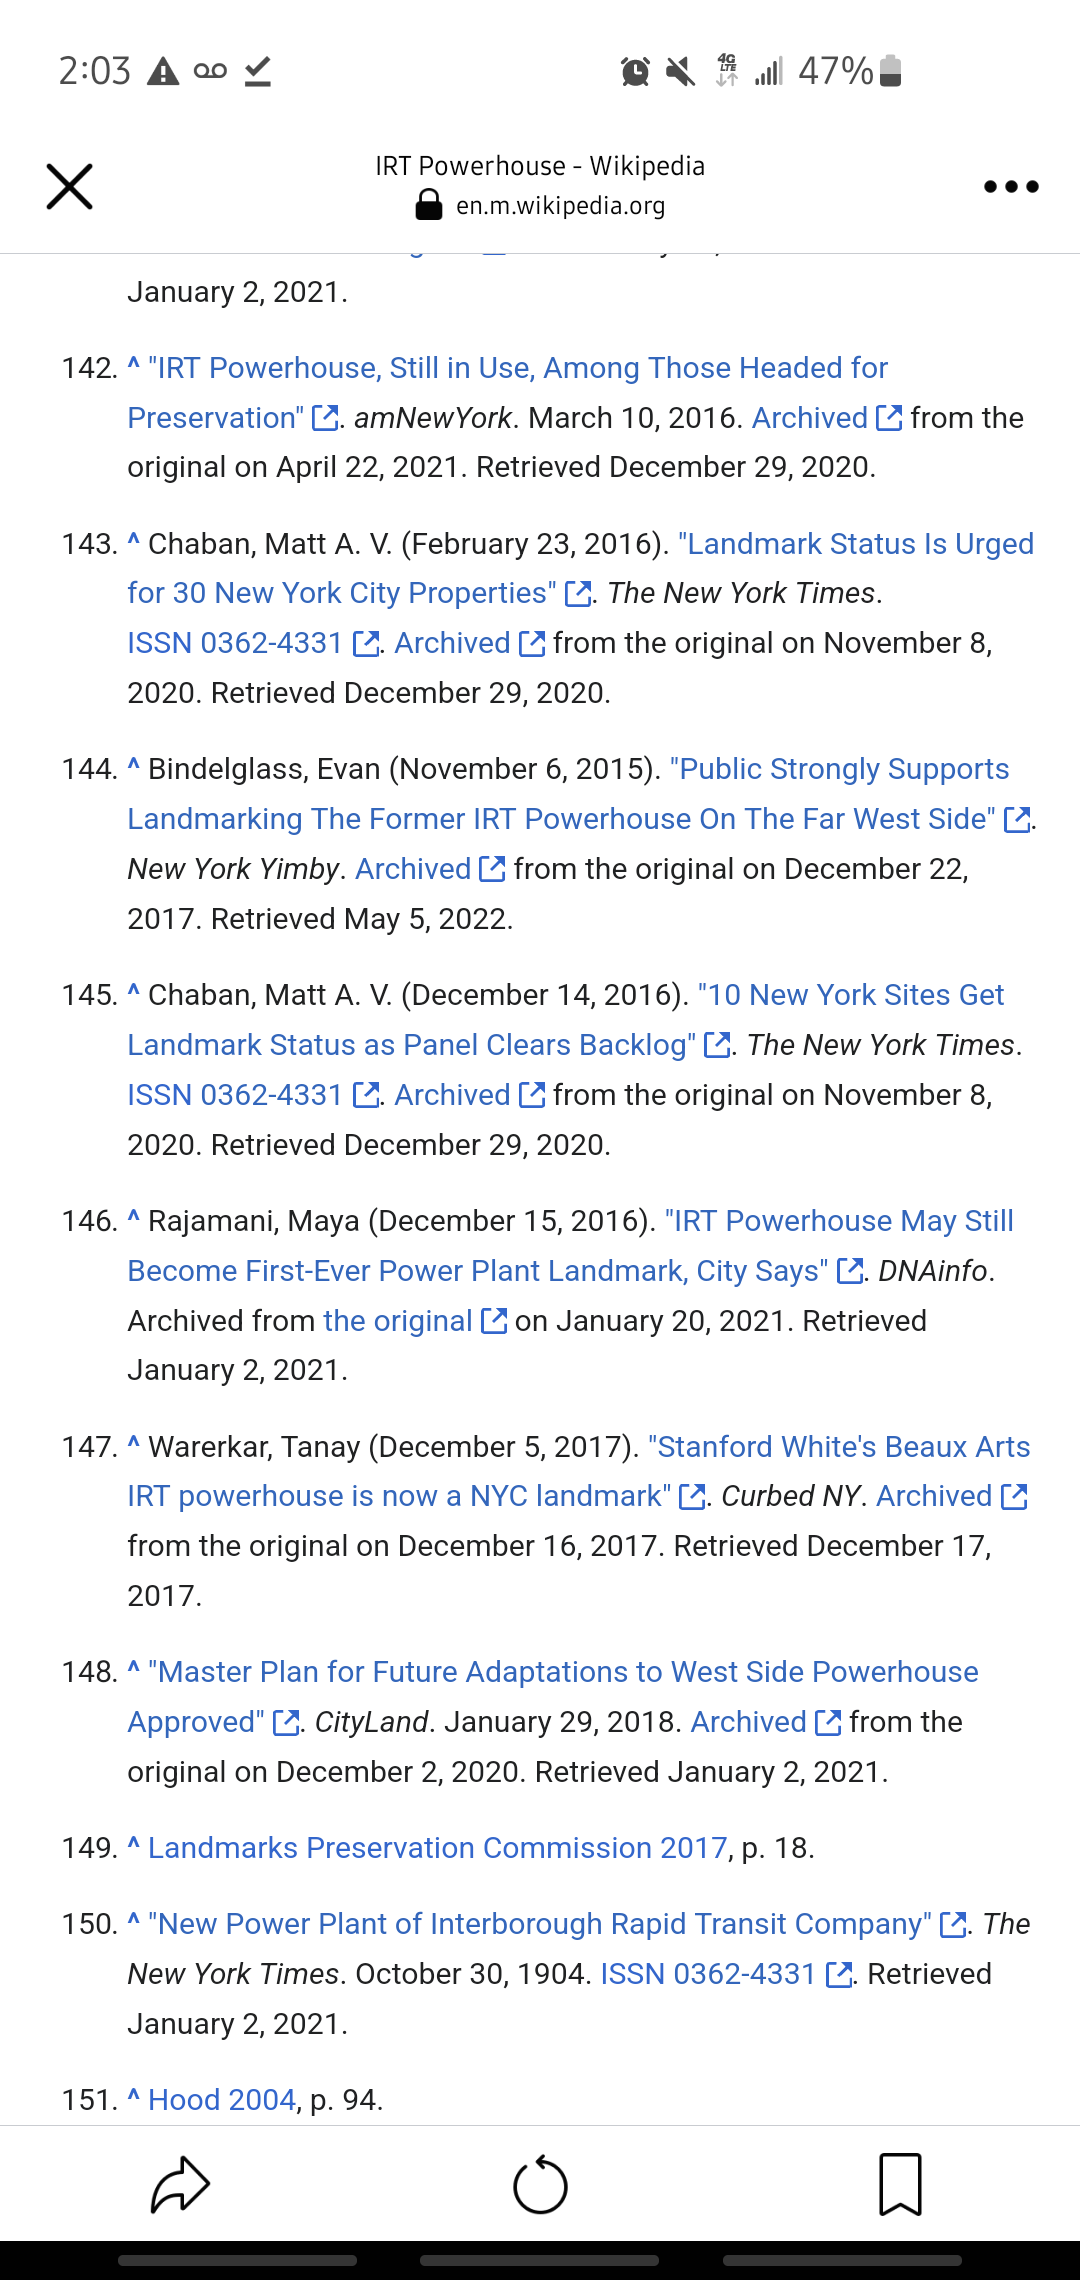 2:03
4G
LTE
47%
IRT Powerhouse - Wikipedia
en.m.wikipedia.org
January 2, 2021.
142. ^ "IRT Powerhouse, Still in Use, Among Those Headed for
Preservation". amNewYork. March 10, 2016. Archived from the
original on April 22, 2021. Retrieved December 29, 2020.
143. ^ Chaban, Matt A. V. (February 23, 2016). "Landmark Status Is Urged
for 30 New York City Properties". The New York Times.
ISSN 0362-4331. Archived from the original on November 8,
2020. Retrieved December 29, 2020.
144. ^ Bindelglass, Evan (November 6, 2015). "Public Strongly Supports
Landmarking The Former IRT Powerhouse On The Far West Side".
New York Yimby. Archived from the original on December 22,
2017. Retrieved May 5, 2022.
145. ^ Chaban, Matt A. V. (December 14, 2016). "10 New York Sites Get
Landmark Status as Panel Clears Backlog". The New York Times.
ISSN 0362-4331. Archived from the original on November 8,
2020. Retrieved December 29, 2020.
146. ^ Rajamani, Maya (December 15, 2016). "IRT Powerhouse May Still
Become First-Ever Power Plant Landmark, City Says". DNAinfo.
Archived from the original on January 20, 2021. Retrieved
January 2, 2021.
147. ^ Warerkar, Tanay (December 5, 2017). "Stanford White's Beaux Arts
IRT powerhouse is now a NYC landmark". Curbed NY. Archived
from the original on December 16, 2017. Retrieved December 17,
2017.
148. ^ "Master Plan for Future Adaptations to West Side Powerhouse
Approved". CityLand. January 29, 2018. Archived from the
original on December 2, 2020. Retrieved January 2, 2021.
149. ^ Landmarks Preservation Commission 2017, p. 18.
150. ^ "New Power Plant of Interborough Rapid Transit Company". The
New York Times. October 30, 1904. ISSN 0362-4331. Retrieved
January 2, 2021.
151. ^ Hood 2004, p. 94.